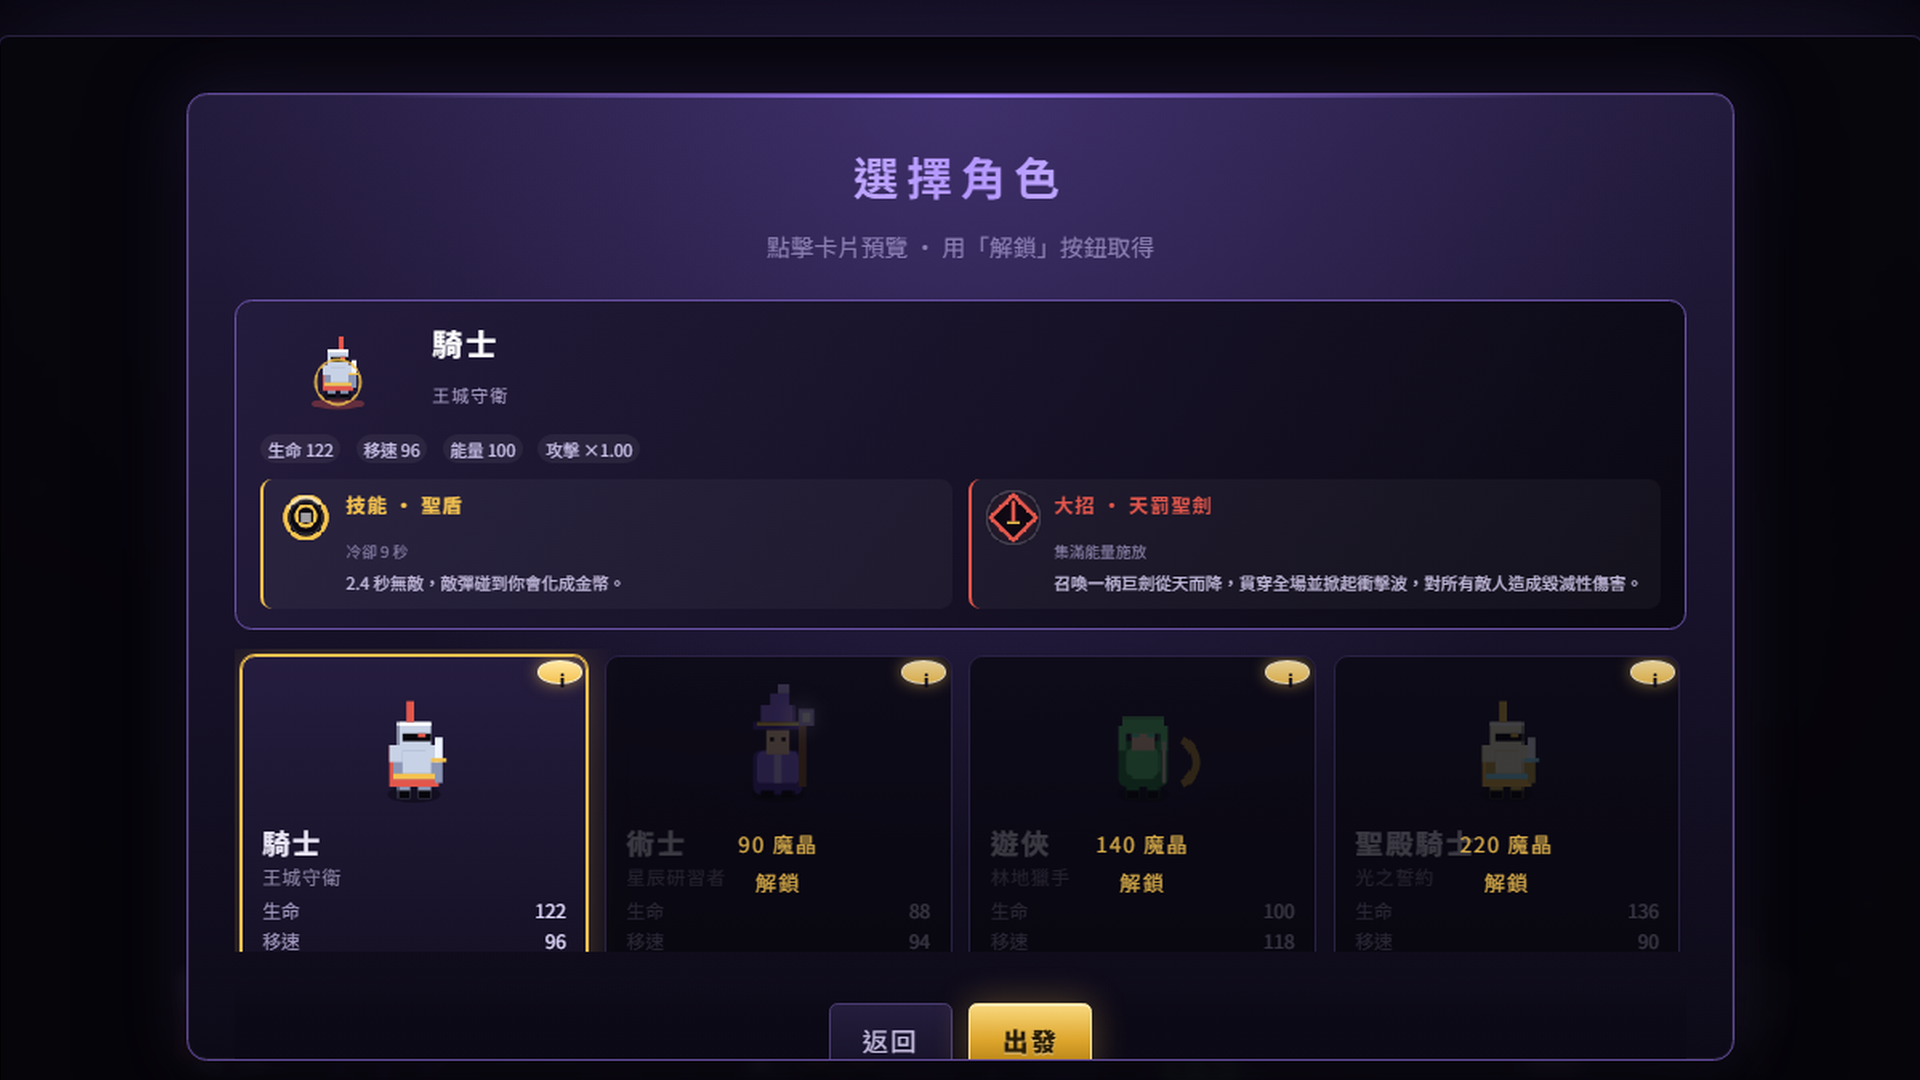 選擇角色
點擊卡片預覽 · 用「解鎖」按鈕取得
騎士
王城守衛
生命 122 移速 96 能量 100 攻擊 ×1.00
技能 · 聖盾
冷卻 9 秒
2.4 秒無敵，敵彈碰到你會化成金幣。
大招 · 天罰聖劍
集滿能量施放
召喚一柄巨劍從天而降，貫穿全場並掀起衝擊波，對所有敵人造成毀滅性傷害。
i
騎士
王城守衛
生命 122
移速 96
i
術士
90 魔晶
星辰研習者
解鎖
生命 88
移速 94
i
遊俠
140 魔晶
林地獵手
解鎖
生命 100
移速 118
i
聖殿騎士
220 魔晶
光之誓約
解鎖
生命 136
移速 90
返回
出發